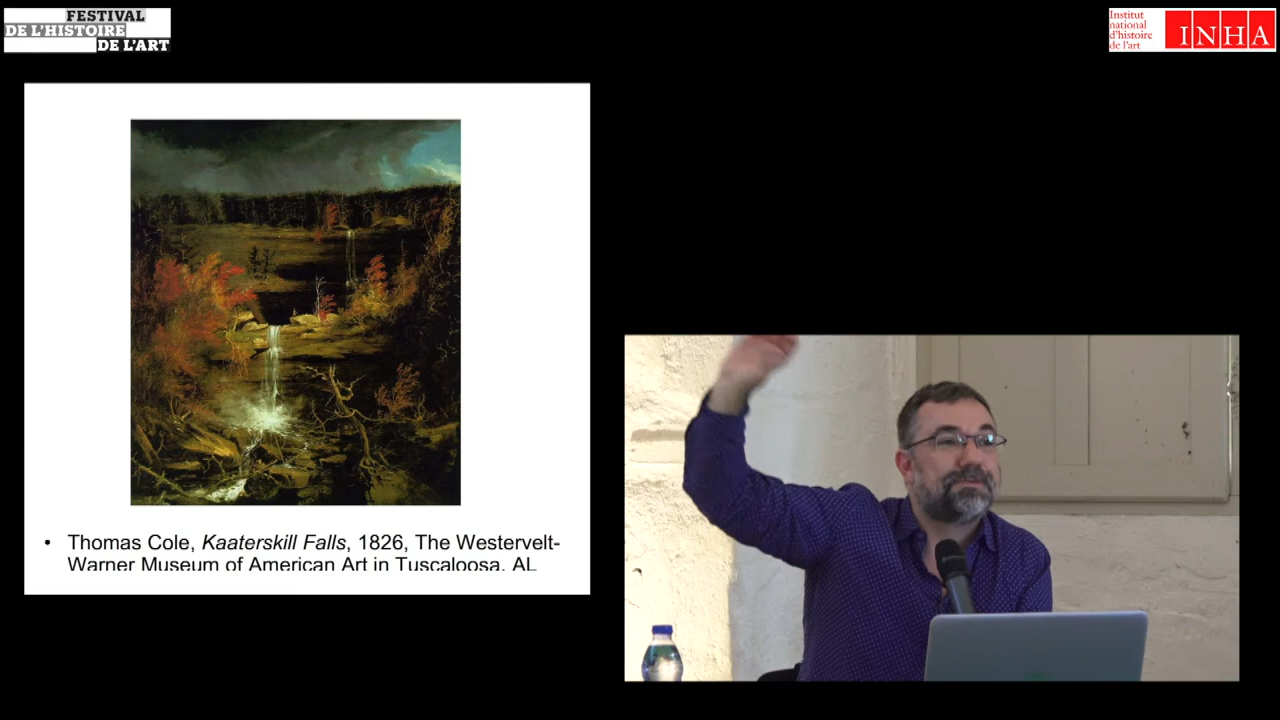 FESTIVAL
DE L'HISTOIRE
DE L'ART
Institut
national
d'histoire
de l'art
INHA
• Thomas Cole, Kaaterskill Falls, 1826, The Westervelt-
Warner Museum of American Art in Tuscaloosa, AL